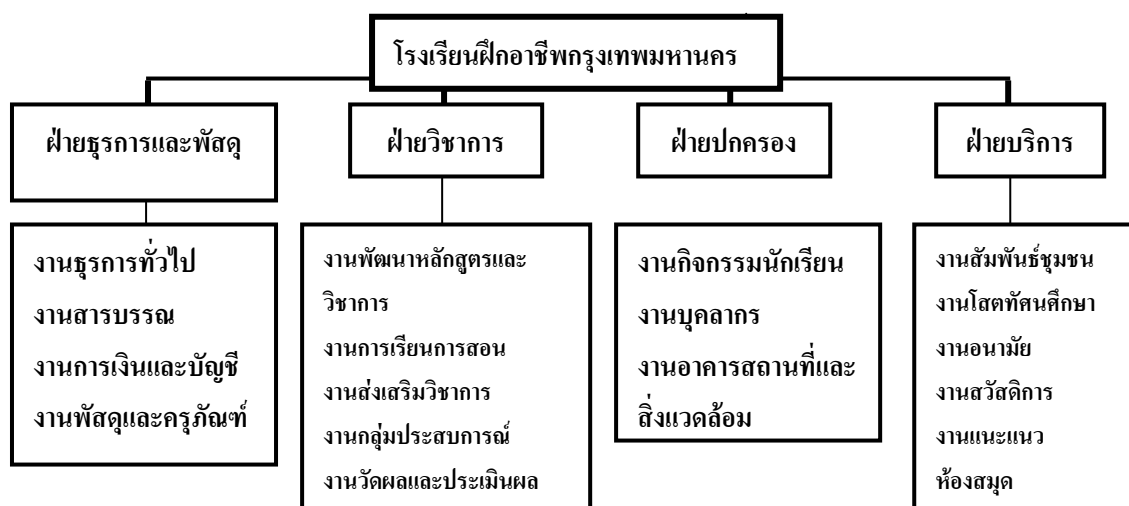 โรงเรียนฝึกอาชีพกรุงเทพมหานคร
ฝ่ายธุรการและพัสดุ
ฝ่ายวิชาการ
ฝ่ายปกครอง
ฝ่ายบริการ
งานธุรการทั่วไป
งานสารบรรณ
งานการเงินและบัญชี
งานพัสดุและครุภัณฑ์
งานพัฒนาหลักสูตรและ
วิชาการ
งานการเรียนการสอน
งานส่งเสริมวิชาการ
งานกลุ่มประสบการณ์
งานวัดผลและประเมินผล
งานกิจกรรมนักเรียน
งานบุคลากร
งานอาคารสถานที่และ
สิ่งแวดล้อม
งานสัมพันธ์ชุมชน
งานโสตทัศนศึกษา
งานอนามัย
งานสวัสดิการ
งานแนะแนว
ห้องสมุด